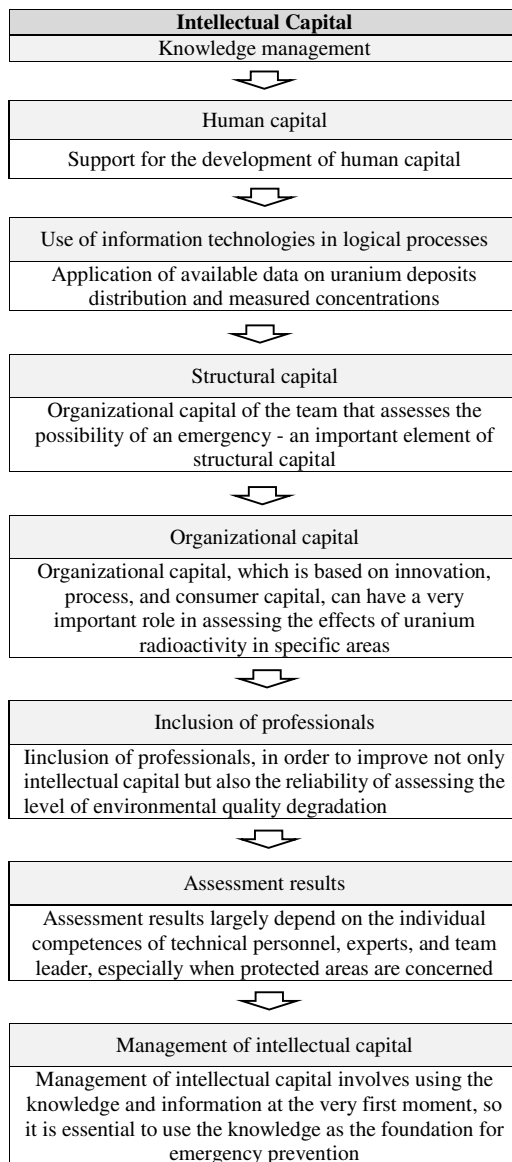 Intellectual Capital
Knowledge management
Human capital
Support for the development of human capital
Use of information technologies in logical processes
Application of available data on uranium deposits
distribution and measured concentrations
Structural capital
Organizational capital of the team that assesses the
possibility of an emergency - an important element of
structural capital
Organizational capital
Organizational capital, which is based on innovation,
process, and consumer capital, can have a very
important role in assessing the effects of uranium
radioactivity in specific areas
Inclusion of professionals
Iinclusion of professionals, in order to improve not only
intellectual capital but also the reliability of assessing the
level of environmental quality degradation
Assessment results
Assessment results largely depend on the individual
competences of technical personnel, experts, and team
leader, especially when protected areas are concerned
Management of intellectual capital
Management of intellectual capital involves using the
knowledge and information at the very first moment, so
it is essential to use the knowledge as the foundation for
emergency prevention